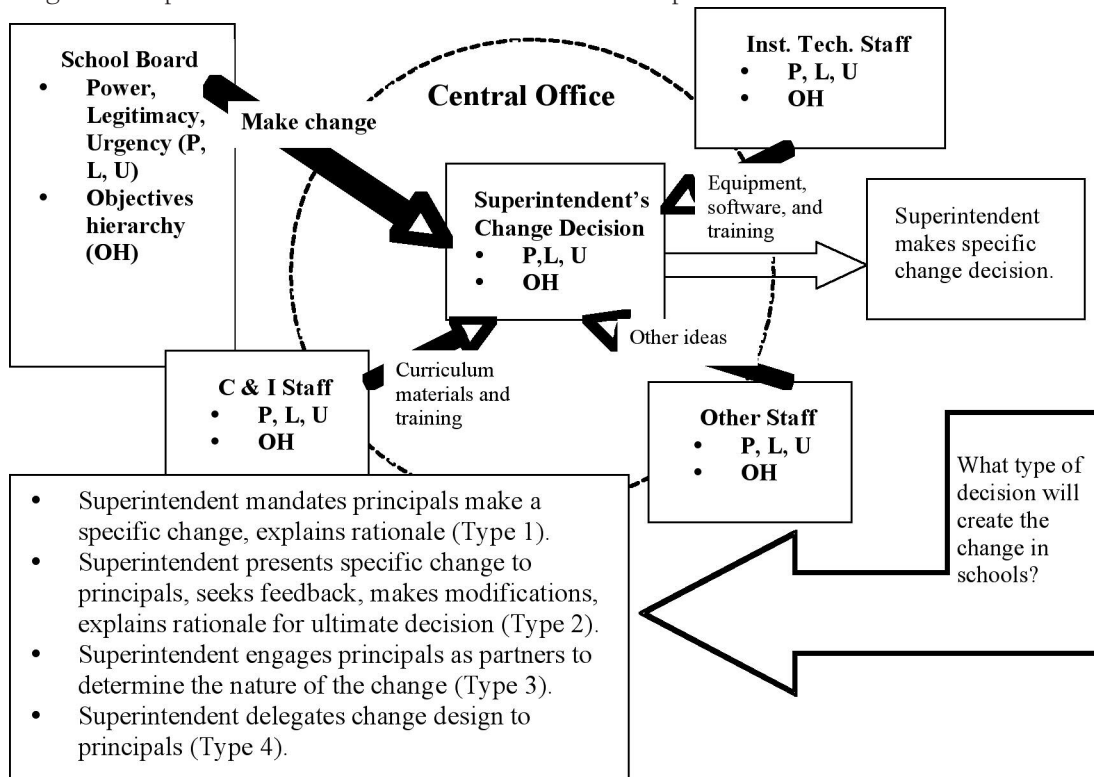 School Board
• Power,
Legitimacy,
Urgency (P,
L, U)
• Objectives
hierarchy
(OH)
Make change
Central Office
Inst. Tech. Staff
• P, L, U
• OH
Superintendent's
Change Decision
• P,L, U
• OH
Equipment,
software, and
training
Superintendent
makes specific
change decision.
Other ideas
C & I Staff
• P, L, U
• OH
Curriculum
materials and
training
Other Staff
• P, L, U
• OH
What type of
decision will
create the
change in
schools?
• Superintendent mandates principals make a
specific change, explains rationale (Type 1).
• Superintendent presents specific change to
principals, seeks feedback, makes modifications,
explains rationale for ultimate decision (Type 2).
• Superintendent engages principals as partners to
determine the nature of the change (Type 3).
• Superintendent delegates change design to
principals (Type 4).